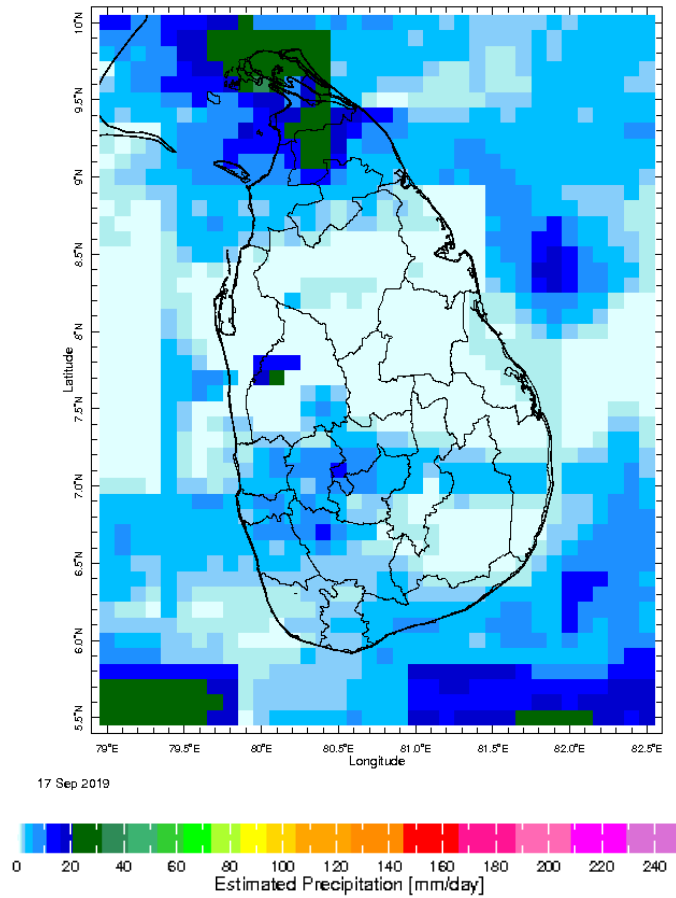 10°N
9.5°N
9°N
8.5°N
8°N
7.5°N
7.0°N
6.5°N
6.0°N
5.5°N
Latitude
79°E 79.5°E 80°E 80.5°E 81.0°E 81.5°E 82.0°E 82.5°E
Longitude
17 Sep 2019
0 20 40 60 80 100 120 140 160 180 200 220 240
Estimated Precipitation [mm/day]